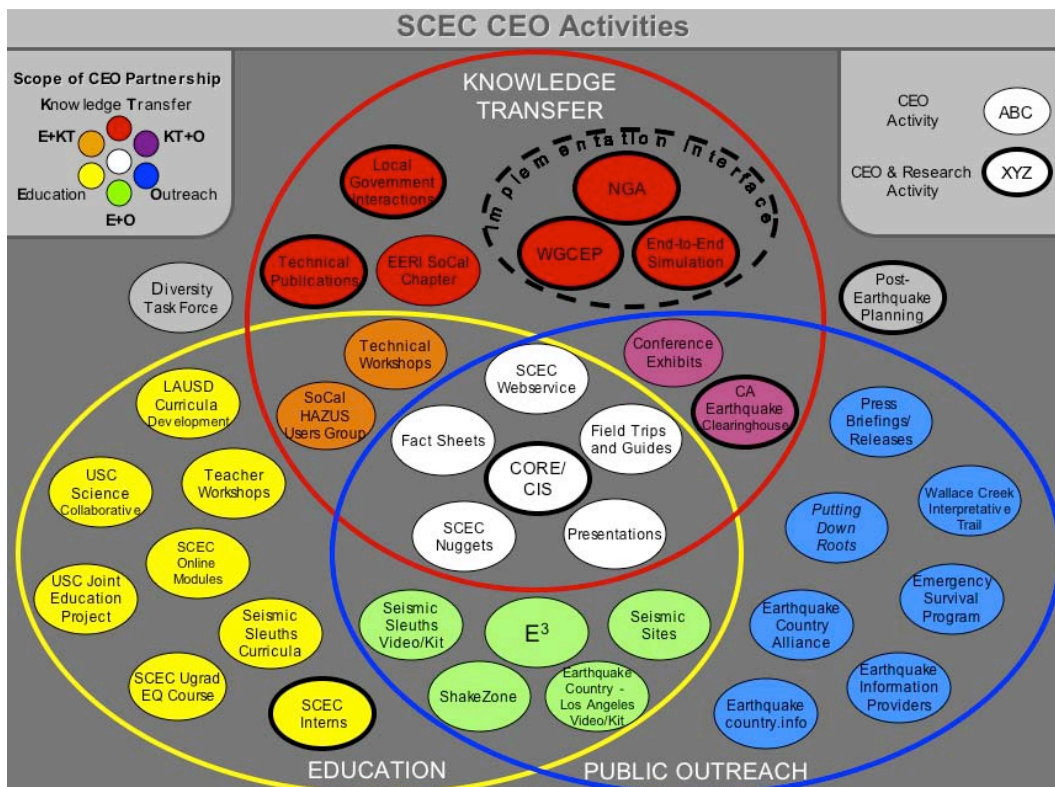 SCEC CEO Activities
Scope of CEO Partnership
Knowledge Transfer
E+KT
KT+O
Education
Outreach
E+O
KNOWLEDGE
TRANSFER
CEO
Activity
ABC
CEO & Research
Activity
XYZ
Implementation Interface
Local
Government
Interactions
NGA
WGCEP
End-to-End
Simulation
Technical
Publications
EERI SoCal
Chapter
Diversity
Task Force
Post-
Earthquake
Planning
Technical
Workshops
SoCal
HAZUS
Users Group
SCEC
Webservice
Conference
Exhibits
CA
Earthquake
Clearinghouse
Fact Sheets
Field Trips
and Guides
CORE/
CIS
SCEC
Nuggets
Presentations
LAUSD
Curricula
Development
USC
Science
Collaborative
Teacher
Workshops
SCEC
Online
Modules
USC Joint
Education
Project
Seismic
Sleuths
Curricula
SCEC Ugrad
EQ Course
SCEC
Interns
Press
Briefings/
Releases
Wallace Creek
Interpretative
Trail
Putting
Down
Roots
Emergency
Survival
Program
Earthquake
Country
Alliance
Earthquake
Information
Providers
Earthquake
country.info
Seismic
Sleuths
Video/Kit
E³
Seismic
Sites
ShakeZone
Earthquake
Country -
Los Angeles
Video/Kit
EDUCATION
PUBLIC OUTREACH